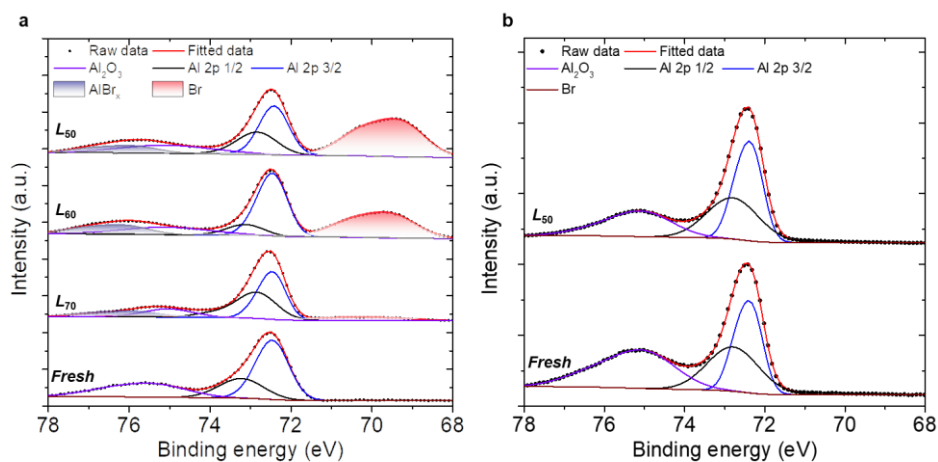 a
Raw data Fitted data
Al₂O₃ Al 2p 1/2 Al 2p 3/2
AlBrₓ Br
L₅₀
L₆₀
L₇₀
Fresh
Intensity (a.u.)
78 76 74 72 70 68
Binding energy (eV)
b
Raw data Fitted data
Al₂O₃ Al 2p 1/2 Al 2p 3/2
Br
L₅₀
Fresh
Intensity (a.u.)
78 76 74 72 70 68
Binding energy (eV)